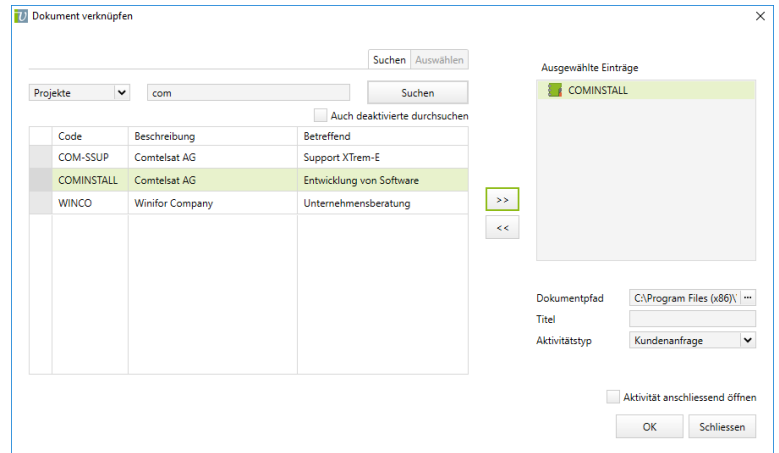 Dokument verknüpfen
Suchen Auswählen
Projekte com Suchen
Auch deaktivierte durchsuchen
Code Beschreibung Betreffend
COM-SSUP Comtelsat AG Support XTrem-E
COMINSTALL Comtelsat AG Entwicklung von Software
WINCO Winifor Company Unternehmensberatung
>>
<<
Ausgewählte Einträge
COMINSTALL
Dokumentpfad C:\Program Files (x86)\ ...
Titel
Aktivitätstyp Kundenanfrage
Aktivität anschliessend öffnen
OK Schliessen